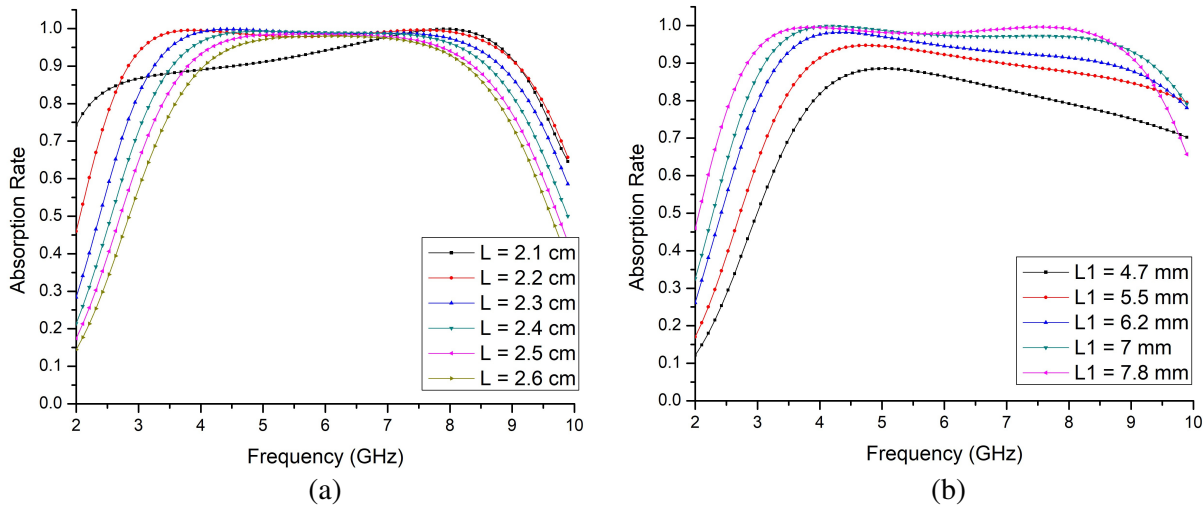 1.0
0.9
0.8
0.7
0.6
0.5
0.4
0.3
0.2
0.1
0.0
Absorption Rate
L = 2.1 cm
L = 2.2 cm
L = 2.3 cm
L = 2.4 cm
L = 2.5 cm
L = 2.6 cm
2 3 4 5 6 7 8 9 10
Frequency (GHz)
(a)
1.0
0.9
0.8
0.7
0.6
0.5
0.4
0.3
0.2
0.1
0.0
Absorption Rate
L1 = 4.7 mm
L1 = 5.5 mm
L1 = 6.2 mm
L1 = 7 mm
L1 = 7.8 mm
2 3 4 5 6 7 8 9 10
Frequency (GHz)
(b)